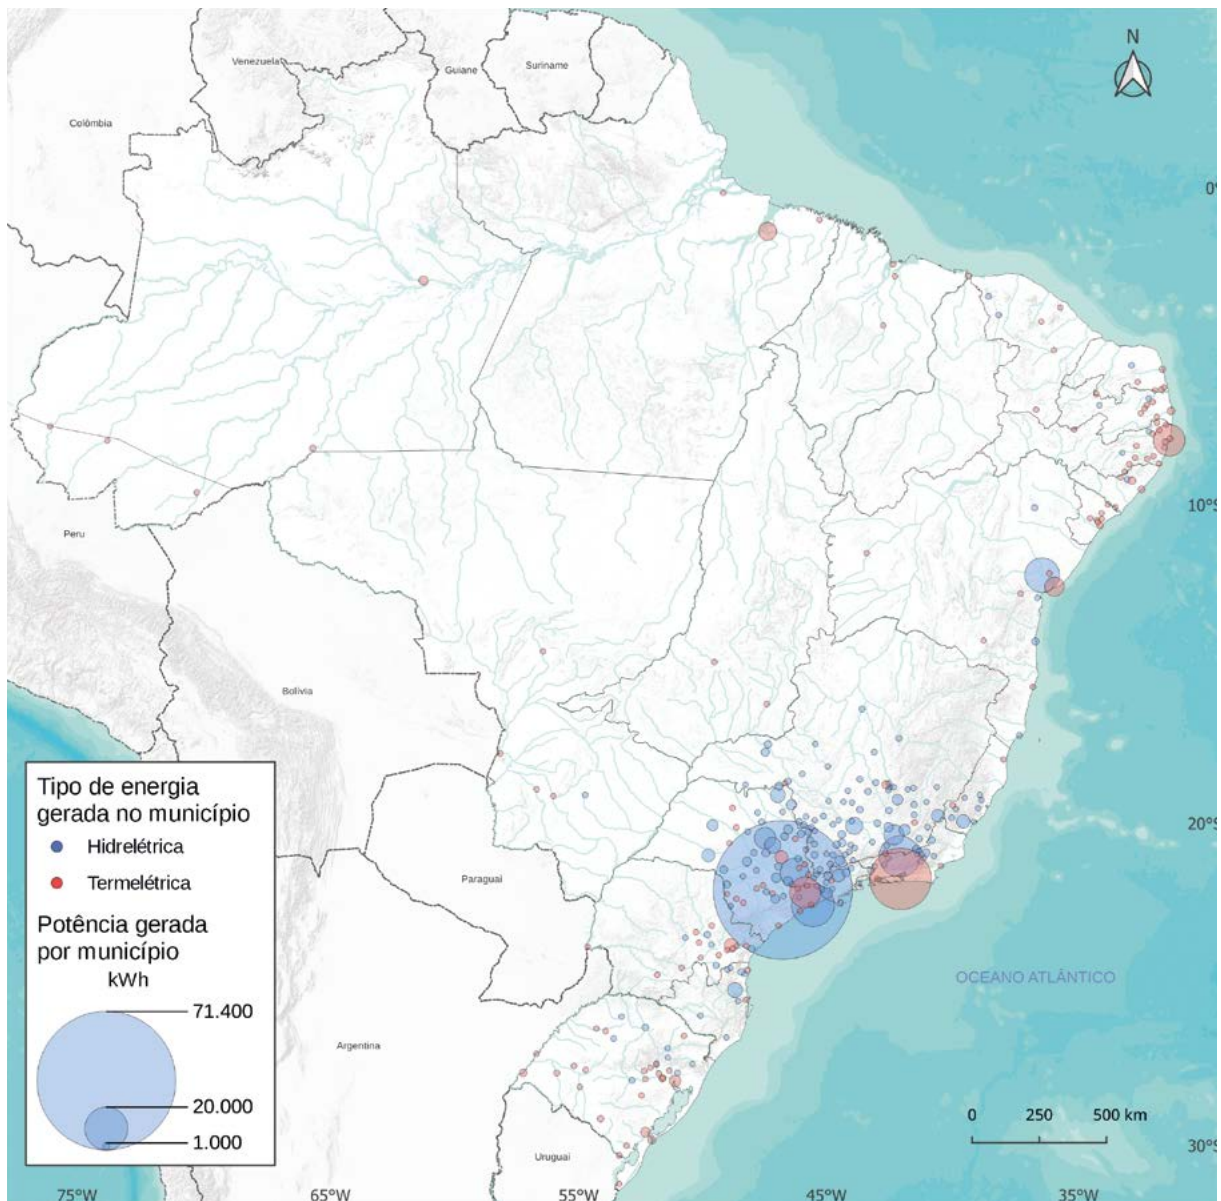 N
Venezuela
Guiane
Suriname
Colômbia
0°
Peru
10°S
Bolívia
Tipo de energia
gerada no município
Hidrelétrica
Termelétrica
20°S
Paraguai
Potência gerada
por município
kWh
71.400
20.000
1.000
OCEANO ATLÂNTICO
Argentina
0 250 500 km
Uruguai
30°S
75°W 65°W 55°W 45°W 35°W